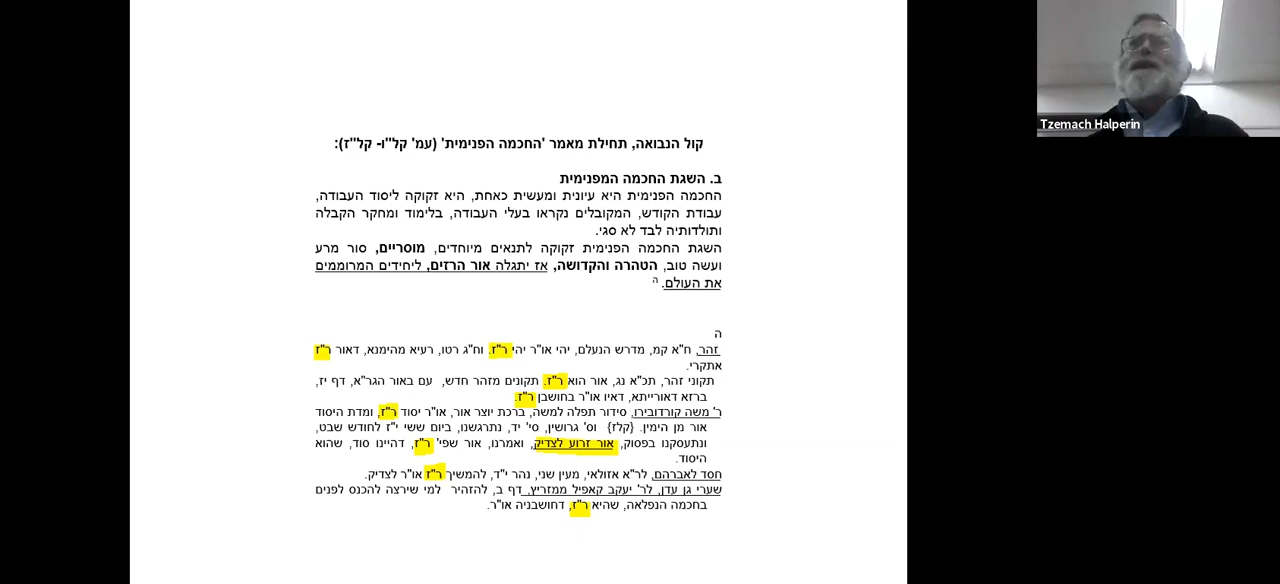 קול הנבואה, תחילת מאמר 'החכמה הפנימית' (עמ' קל"ו- קל"ז):
ב. השגת החכמה המפנימית
החכמה הפנימית היא עיונית ומעשית כאחת, היא זקוקה ליסוד העבודה,
עבודת הקודש, המקובלים נקראו בעלי העבודה, בלימוד ומחקר הקבלה
ותולדותיה לבד לא סגי.
השגת החכמה הפנימית זקוקה לתנאים מיוחדים, מוסריים, סור מרע
ועשה טוב, הטהרה והקדושה, אז יתגלה אור הרזים, ליחידים המרוממים
את העולם. ה
ה
זהר, ח"א קמ, מדרש הנעלם, יהי או"ר יהי ר"ז. וח"ג רטו, רעיא מהימנא, דאור ר"ז
אתקרי.
תקוני זהר, תכ"א נג, אור הוא ר"ז. תקונים מזהר חדש, עם באור הגר"א, דף יז,
ברזא דאורייתא, דאיו או"ר בחושבן ר"ז.
ר' משה קורדובירו, סידור תפלה למשה, ברכת יוצר אור, או"ר יסוד ר"ז, ומדת היסוד
אור מן הימין. {קלז} וס' גרושין, סי' יד, נתרגשנו, ביום ששי י"ז לחודש שבט,
ונתעסקנו בפסוק, אור זרוע לצדיק, ואמרנו, אור שפי' ר"ז, דהיינו סוד, שהוא
היסוד.
חסד לאברהם, לר"א אזולאי, מעין שני, נהר י"ד, להמשיך ר"ז או"ר לצדיק.
שערי גן עדן, לר' יעקב קאפיל ממזריץ, דף ב, להזהיר למי שירצה להכנס לפנים
בחכמה הנפלאה, שהיא ר"ז, דחושבניה או"ר.
Tzemach Halperin